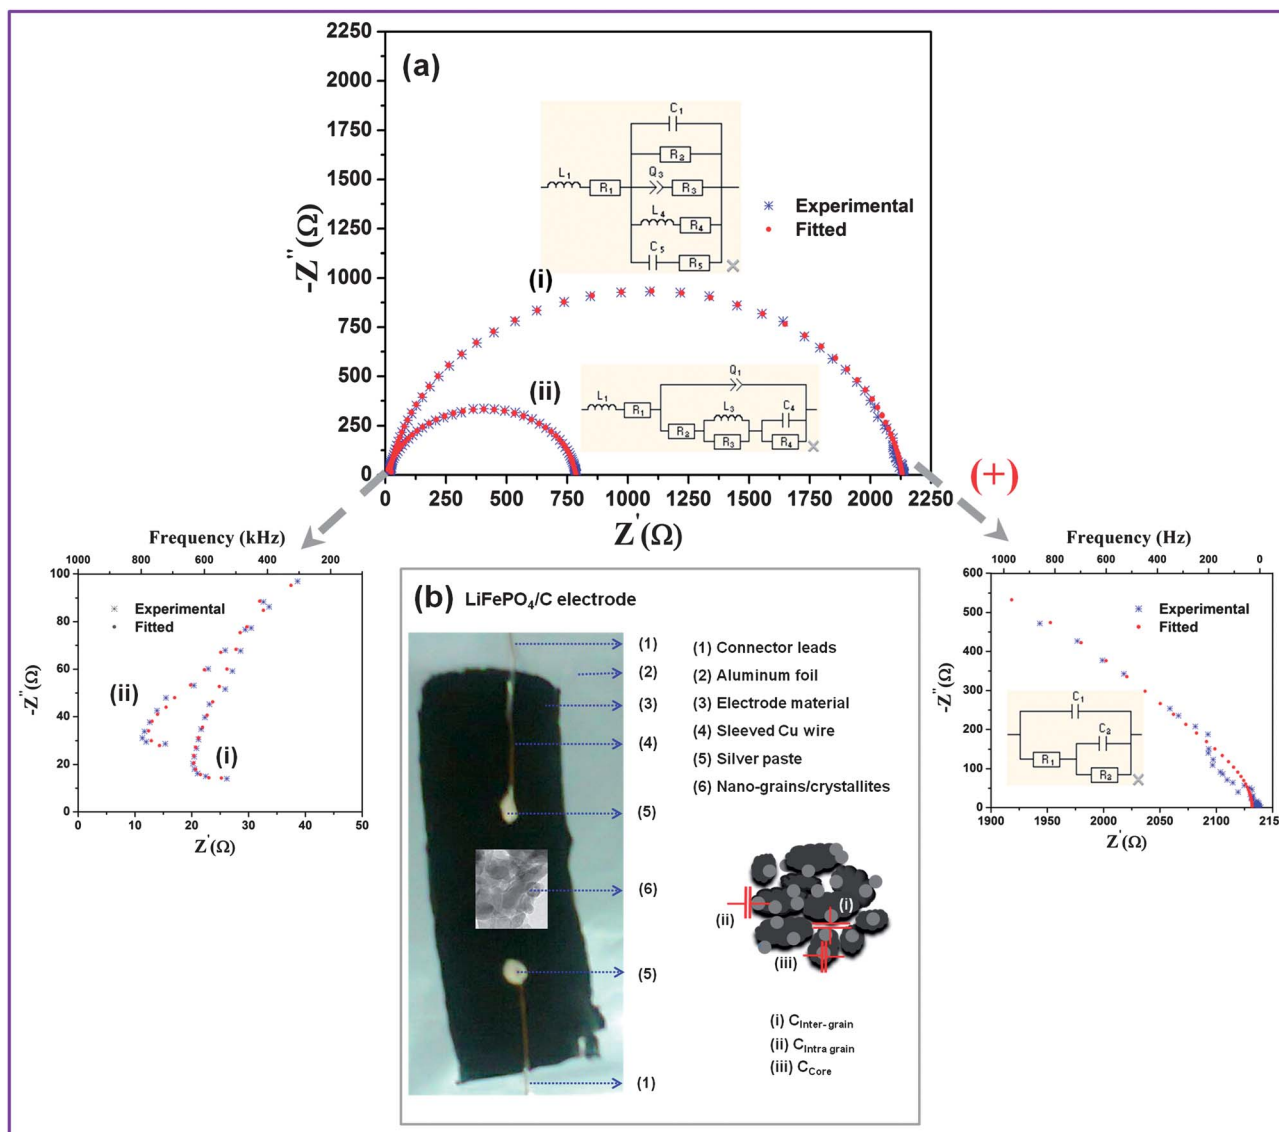 (a)
2250
2000
1750
1500
1250
1000
750
500
250
0
-Z''(Ω)
0 250 500 750 1000 1250 1500 1750 2000 2250
Z'(Ω)
C1
R2
L1 R1 Q3 R3
L4 R4
C5 R5
Experimental
Fitted
(i)
(ii)
Q1
L1 R1 R2 L3 R3 C4 R4
(+)
Frequency (kHz)
1000 800 600 400 200 0
100
80
60
40
20
0
-Z''(Ω)
Experimental
Fitted
(ii)
(i)
0 10 20 30 40 50
Z'(Ω)
Frequency (Hz)
1000 800 600 400 200 0
600
500
400
300
200
100
0
-Z''(Ω)
Experimental
Fitted
C1
C2
R1
R2
1900 1950 2000 2050 2100 215
Z'(Ω)
(b) LiFePO4/C electrode
(1)
(2)
(3)
(4)
(5)
(6)
(5)
(1)
(1) Connector leads
(2) Aluminum foil
(3) Electrode material
(4) Sleeved Cu wire
(5) Silver paste
(6) Nano-grains/crystallites
(i)
(ii)
(iii)
(i) CInter-grain
(ii) CIntra grain
(iii) CCore